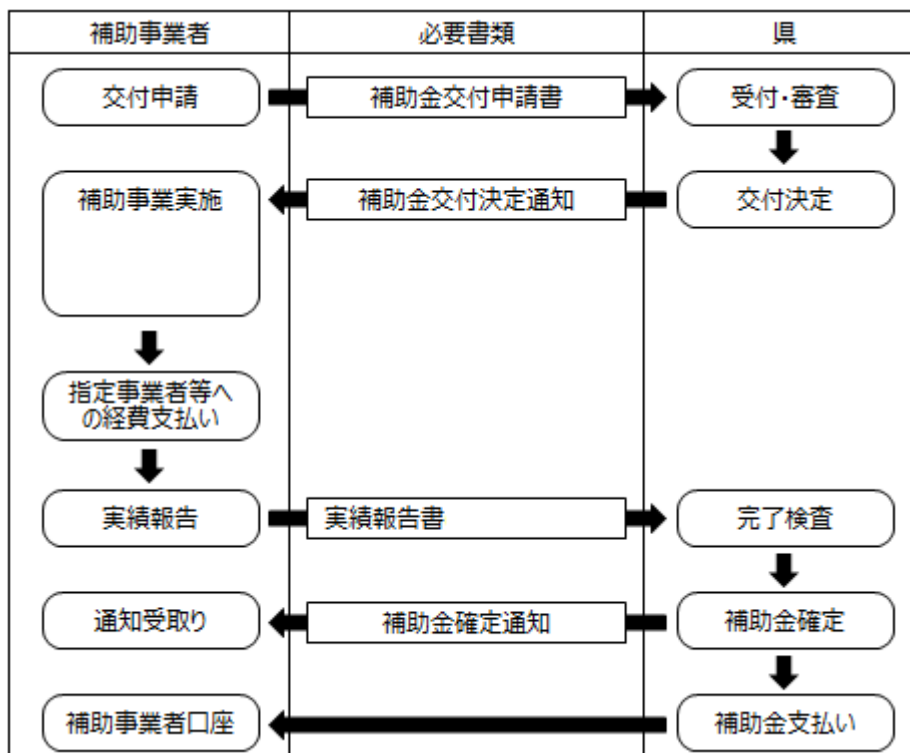 補助事業者
必要書類
県
交付申請
補助金交付申請書
受付・審査
補助事業実施
補助金交付決定通知
交付決定
指定事業者等へ
の経費支払い
実績報告
実績報告書
完了検査
通知受取り
補助金確定通知
補助金確定
補助事業者口座
補助金支払い